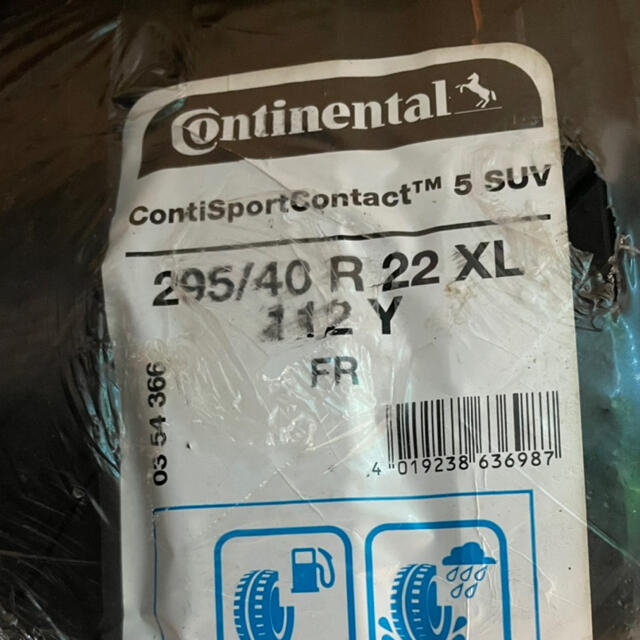 Continental
ContiSportContact™ 5 SUV
295/40 R 22 XL
112 Y
FR
03 54 366
4 019238 636987